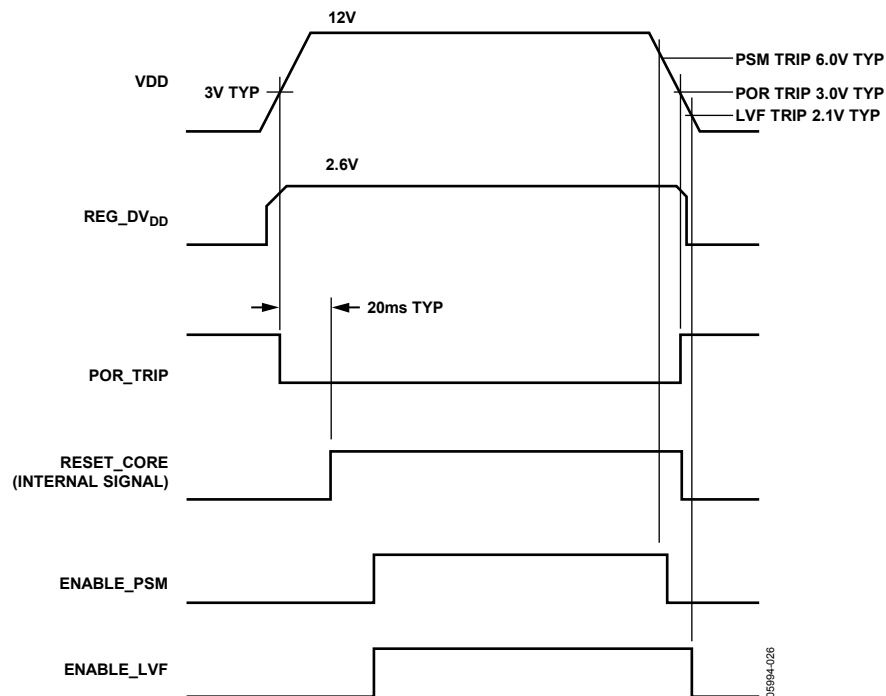 12V
VDD
3V TYP
PSM TRIP 6.0V TYP
POR TRIP 3.0V TYP
LVF TRIP 2.1V TYP
2.6V
REG_DVDD
20ms TYP
POR_TRIP
RESET_CORE
(INTERNAL SIGNAL)
ENABLE_PSM
ENABLE_LVF
05994-026